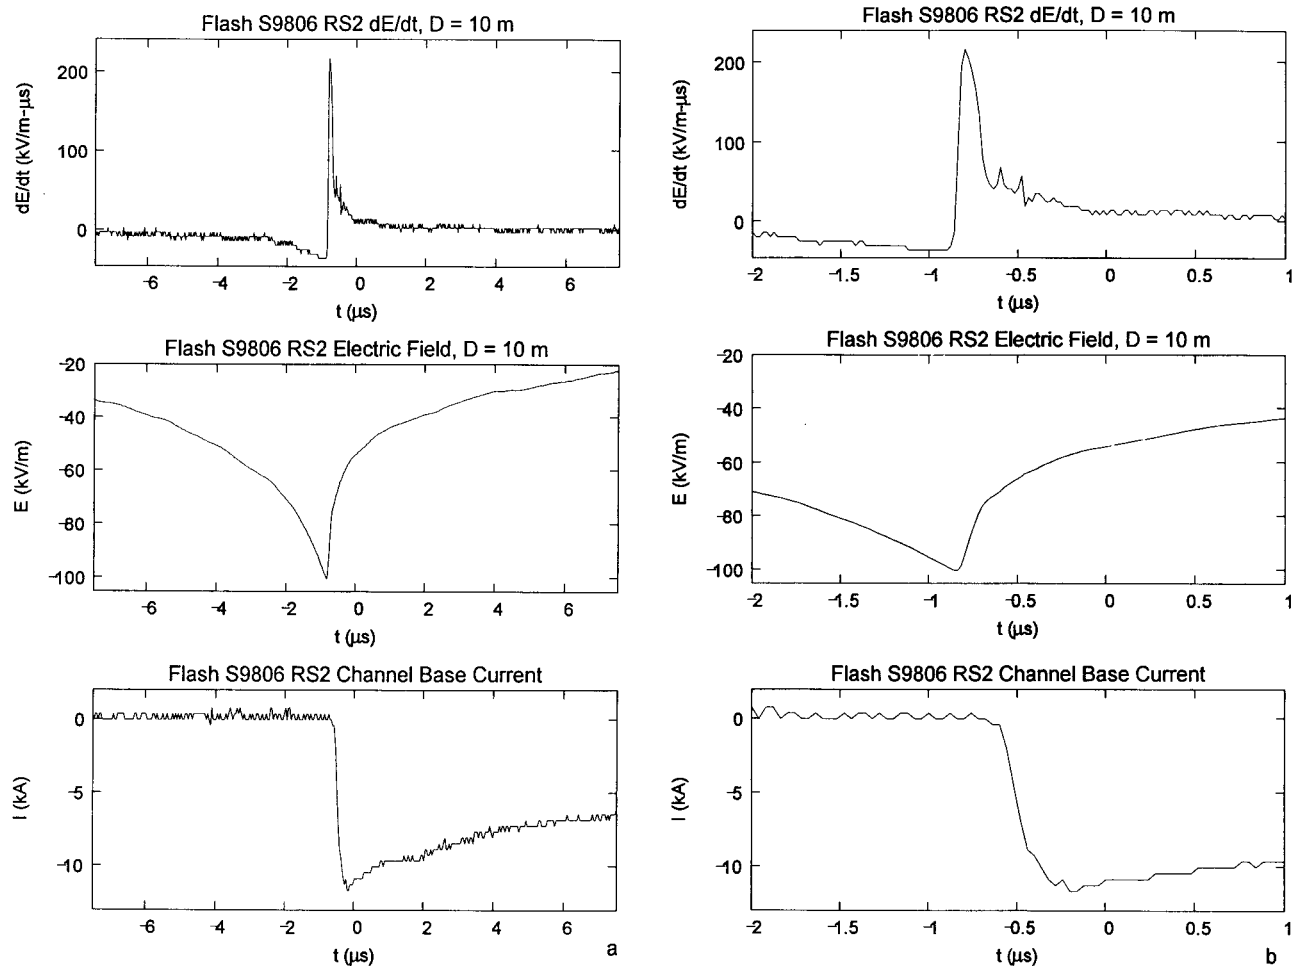 Flash S9806 RS2 dE/dt, D = 10 m
dE/dt (kV/m-μs)
200
100
0
−6 −4 −2 0 2 4 6
t (μs)
Flash S9806 RS2 Electric Field, D = 10 m
E (kV/m)
−20
−40
−60
−80
−100
−6 −4 −2 0 2 4 6
t (μs)
Flash S9806 RS2 Channel Base Current
I (kA)
0
−5
−10
−6 −4 −2 0 2 4 6
t (μs)
a
Flash S9806 RS2 dE/dt, D = 10 m
dE/dt (kV/m-μs)
200
100
0
−2 −1.5 −1 −0.5 0 0.5 1
t (μs)
Flash S9806 RS2 Electric Field, D = 10 m
E (kV/m)
−20
−40
−60
−80
−100
−2 −1.5 −1 −0.5 0 0.5 1
t (μs)
Flash S9806 RS2 Channel Base Current
I (kA)
0
−5
−10
−2 −1.5 −1 −0.5 0 0.5 1
t (μs)
b